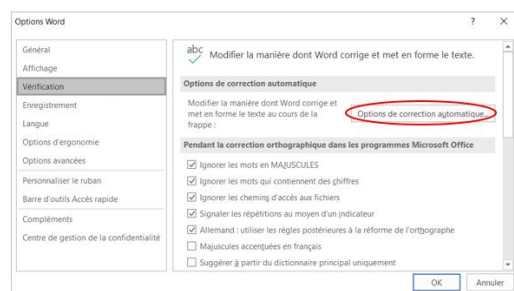 Options Word
?
×
Général
Affichage
Vérification
Enregistrement
Langue
Options d'ergonomie
Options avancées
Personnaliser le ruban
Barre d'outils Accès rapide
Compléments
Centre de gestion de la confidentialité
abc
Modifier la manière dont Word corrige et met en forme le texte.
Options de correction automatique
Modifier la manière dont Word corrige et
met en forme le texte au cours de la
frappe :
Options de correction automatique...
Pendant la correction orthographique dans les programmes Microsoft Office
Ignorer les mots en MAJUSCULES
Ignorer les mots qui contiennent des chiffres
Ignorer les chemins d'accès aux fichiers
Signaler les répétitions au moyen d'un indicateur
Allemand : utiliser les règles postérieures à la réforme de l'orthographe
Majuscules accentuées en français
Suggérer à partir du dictionnaire principal uniquement
OK
Annuler